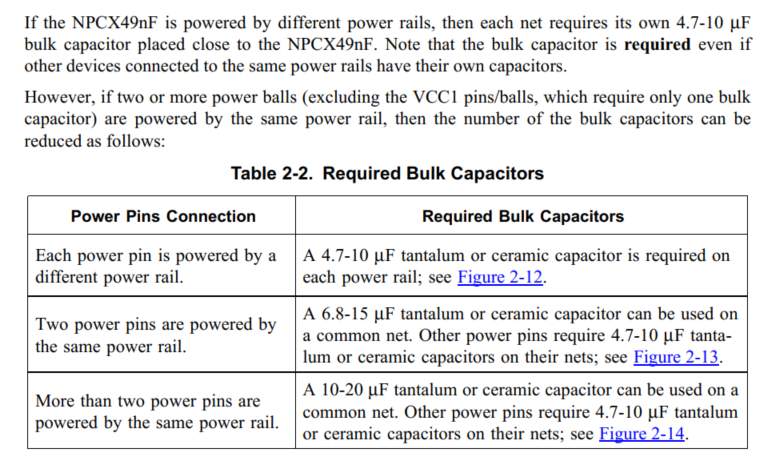 If the NPCX49nF is powered by different power rails, then each net requires its own 4.7-10 μF
bulk capacitor placed close to the NPCX49nF. Note that the bulk capacitor is required even if
other devices connected to the same power rails have their own capacitors.
However, if two or more power balls (excluding the VCC1 pins/balls, which require only one bulk
capacitor) are powered by the same power rail, then the number of the bulk capacitors can be
reduced as follows:
Table 2-2. Required Bulk Capacitors
Power Pins Connection
Required Bulk Capacitors
Each power pin is powered by a
different power rail.
A 4.7-10 μF tantalum or ceramic capacitor is required on
each power rail; see Figure 2-12.
Two power pins are powered by
the same power rail.
A 6.8-15 μF tantalum or ceramic capacitor can be used on
a common net. Other power pins require 4.7-10 μF tanta-
lum or ceramic capacitors on their nets; see Figure 2-13.
More than two power pins are
powered by the same power rail.
A 10-20 μF tantalum or ceramic capacitor can be used on a
common net. Other power pins require 4.7-10 μF tantalum
or ceramic capacitors on their nets; see Figure 2-14.